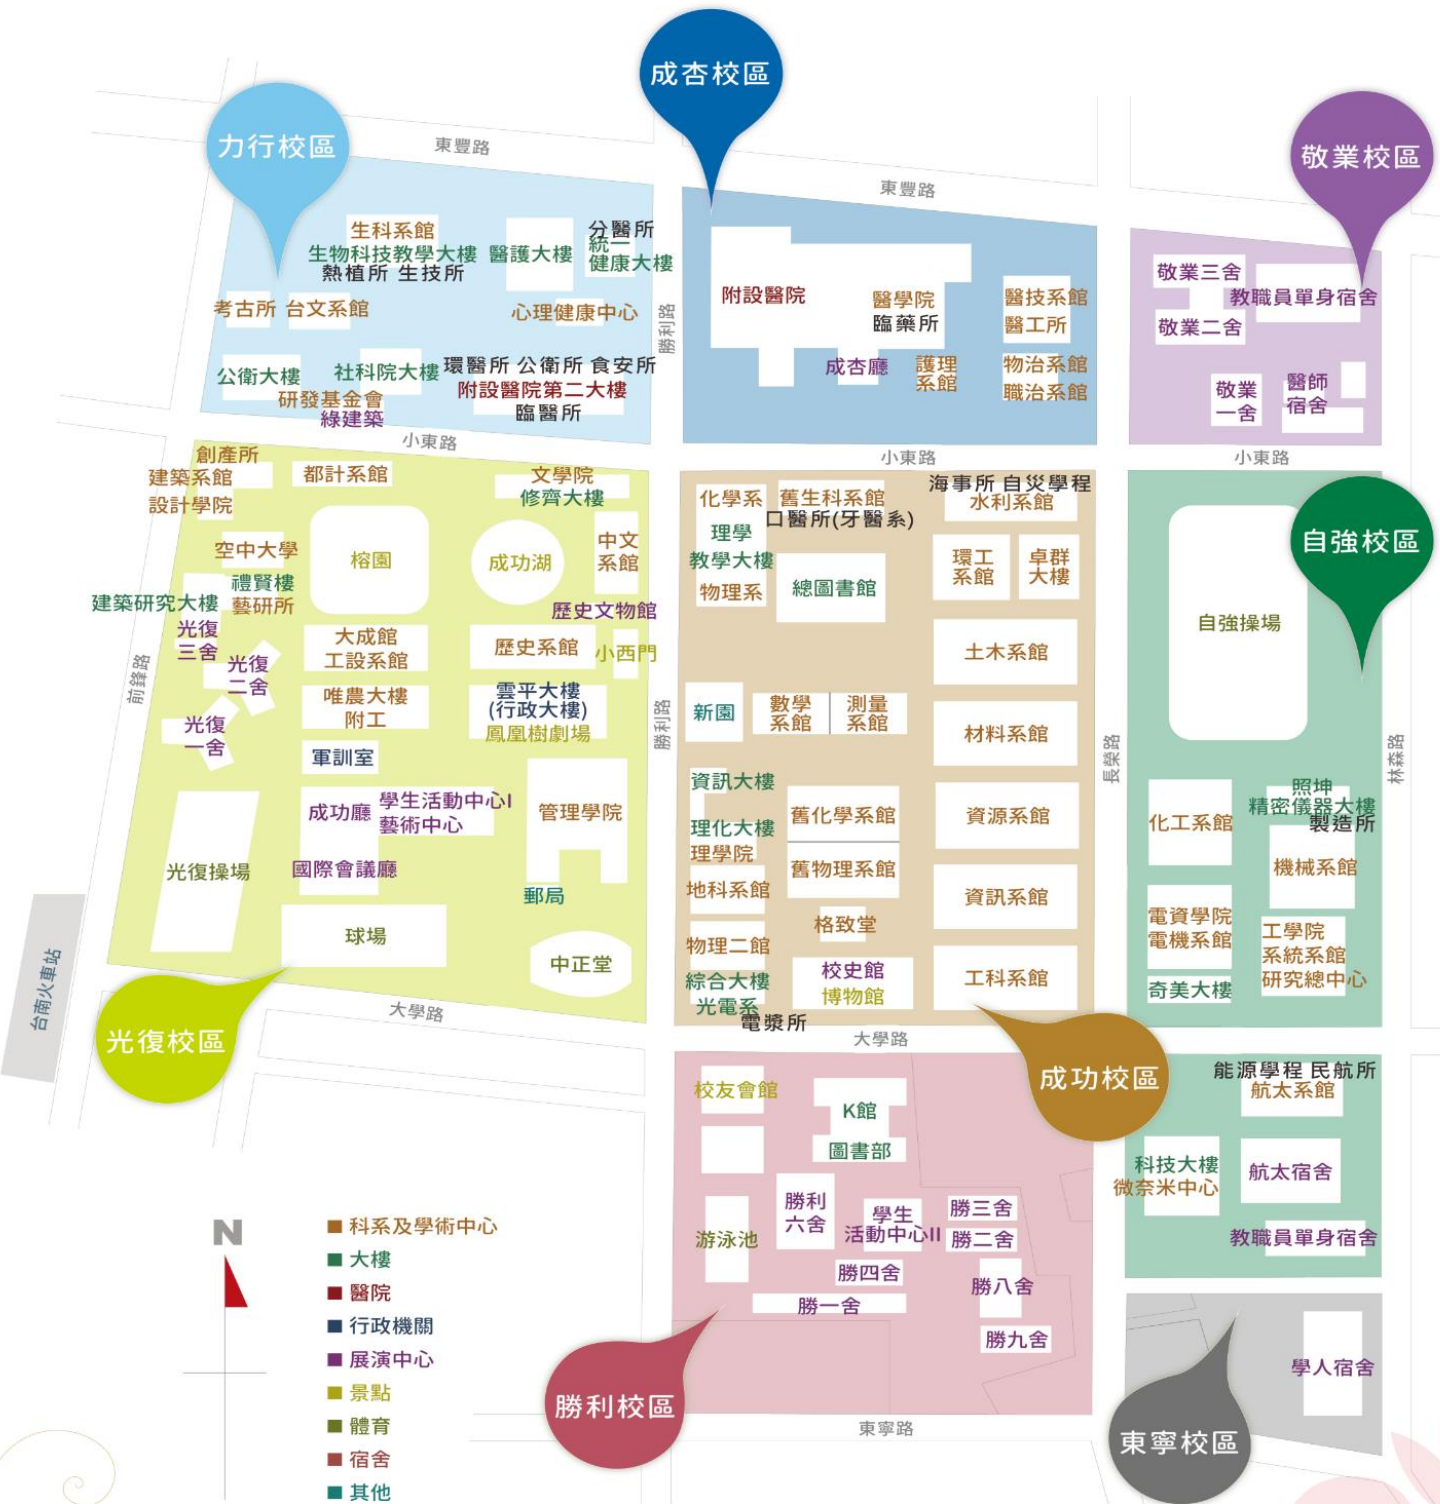 成杏校區
力行校區
敬業校區
東豐路
東豐路
生科系館
生物科技教學大樓
熱植所 生技所
醫護大樓
分醫所
統一
健康大樓
考古所
台文系館
心理健康中心
公衛大樓
社科院大樓
研發基金會
綠建築
環醫所 公衛所 食安所
附設醫院第二大樓
臨醫所
勝利路
附設醫院
醫學院
臨藥所
成杏廳
護理
系館
醫技系館
醫工所
物治系館
職治系館
敬業三舍
教職員單身宿舍
敬業二舍
敬業
一舍
醫師
宿舍
小東路
小東路
小東路
創產所
建築系館
設計學院
都計系館
文學院
修齊大樓
空中大學
榕園
成功湖
中文
系館
禮賢樓
建築研究大樓
藝研所
歷史文物館
光復
三舍
大成館
工設系館
歷史系館
小西門
光復
二舍
唯農大樓
附工
雲平大樓
(行政大樓)
鳳凰樹劇場
光復
一舍
軍訓室
成功廳
學生活動中心I
藝術中心
管理學院
光復操場
國際會議廳
郵局
球場
中正堂
前鋒路
台南火車站
光復校區
大學路
勝利路
化學系
舊生科系館
口醫所(牙醫系)
海事所 自災學程
水利系館
理學
教學大樓
物理系
總圖書館
環工
系館
卓群
大樓
土木系館
新園
數學
系館
測量
系館
材料系館
資訊大樓
舊化學系館
資源系館
理化大樓
理學院
舊物理系館
地科系館
資訊系館
格致堂
物理二館
校史館
博物館
工科系館
綜合大樓
光電系
電漿所
大學路
成功校區
長榮路
自強校區
自強操場
林森路
照坤
精密儀器大樓
製造所
化工系館
機械系館
電資學院
電機系館
工學院
系統系館
研究總中心
奇美大樓
能源學程 民航所
航太系館
科技大樓
微奈米中心
航太宿舍
教職員單身宿舍
校友會館
K館
圖書部
勝利
六舍
學生
活動中心II
勝三舍
勝二舍
游泳池
勝四舍
勝八舍
勝一舍
勝九舍
勝利校區
東寧路
學人宿舍
東寧校區
N
科系及學術中心
大樓
醫院
行政機關
展演中心
景點
體育
宿舍
其他